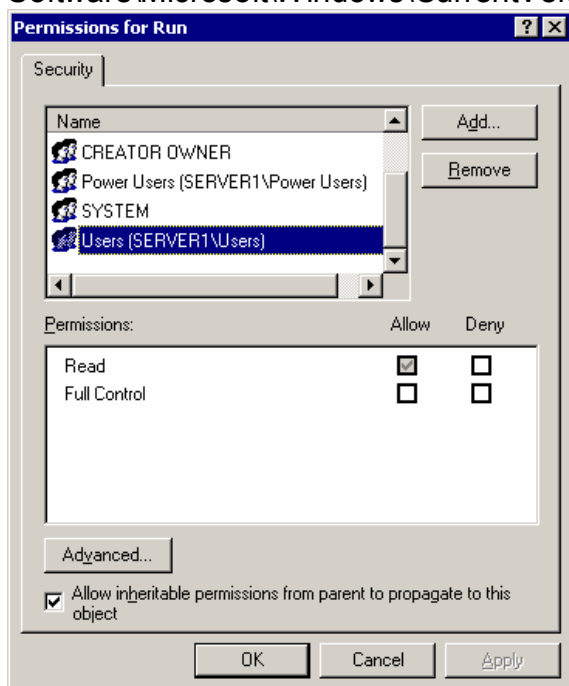 Permissions for Run
Security
Name
Add...
CREATOR OWNER
Power Users (SERVER1\Power Users)
Remove
SYSTEM
Users (SERVER1\Users)
Permissions:
Allow
Deny
Read
Full Control
Advanced...
Allow inheritable permissions from parent to propagate to this
object
OK
Cancel
Apply